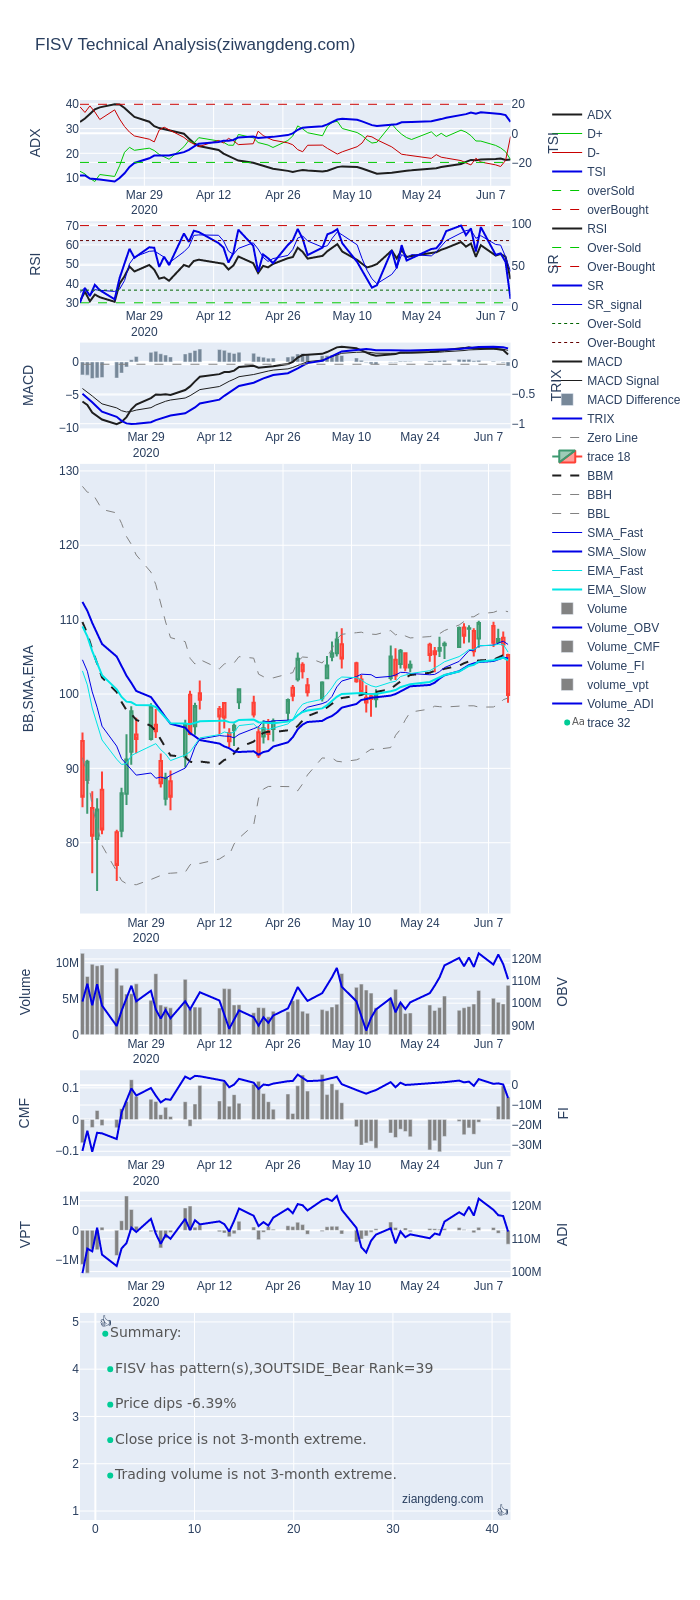 FISV Technical Analysis(ziwangdeng.com)
40
30
20
10
ADX
20
0
−20
TSI
Mar 29
2020
Apr 12
Apr 26
May 10
May 24
Jun 7
70
60
50
40
30
RSI
100
50
0
SR
Mar 29
2020
Apr 12
Apr 26
May 10
May 24
Jun 7
0
−5
−10
MACD
0
−0.5
−1
TRIX
Mar 29
2020
Apr 12
Apr 26
May 10
May 24
Jun 7
130
120
110
100
90
80
BB,SMA,EMA
Mar 29
2020
Apr 12
Apr 26
May 10
May 24
Jun 7
10M
5M
0
Volume
120M
110M
100M
90M
OBV
Mar 29
2020
Apr 12
Apr 26
May 10
May 24
Jun 7
0.1
0
−0.1
CMF
0
−10M
−20M
−30M
FI
Mar 29
2020
Apr 12
Apr 26
May 10
May 24
Jun 7
1M
0
−1M
VPT
120M
110M
100M
ADI
Mar 29
2020
Apr 12
Apr 26
May 10
May 24
Jun 7
5
4
3
2
1
👍
Summary:
FISV has pattern(s),3OUTSIDE_Bear Rank=39
Price dips -6.39%
Close price is not 3-month extreme.
Trading volume is not 3-month extreme.
ziangdeng.com
👍
0
10
20
30
40
ADX
D+
D-
TSI
overSold
overBought
RSI
Over-Sold
Over-Bought
SR
SR_signal
Over-Sold
Over-Bought
MACD
MACD Signal
MACD Difference
TRIX
Zero Line
trace 18
BBM
BBH
BBL
SMA_Fast
SMA_Slow
EMA_Fast
EMA_Slow
Volume
Volume_OBV
Volume_CMF
Volume_FI
volume_vpt
Volume_ADI
Aa trace 32